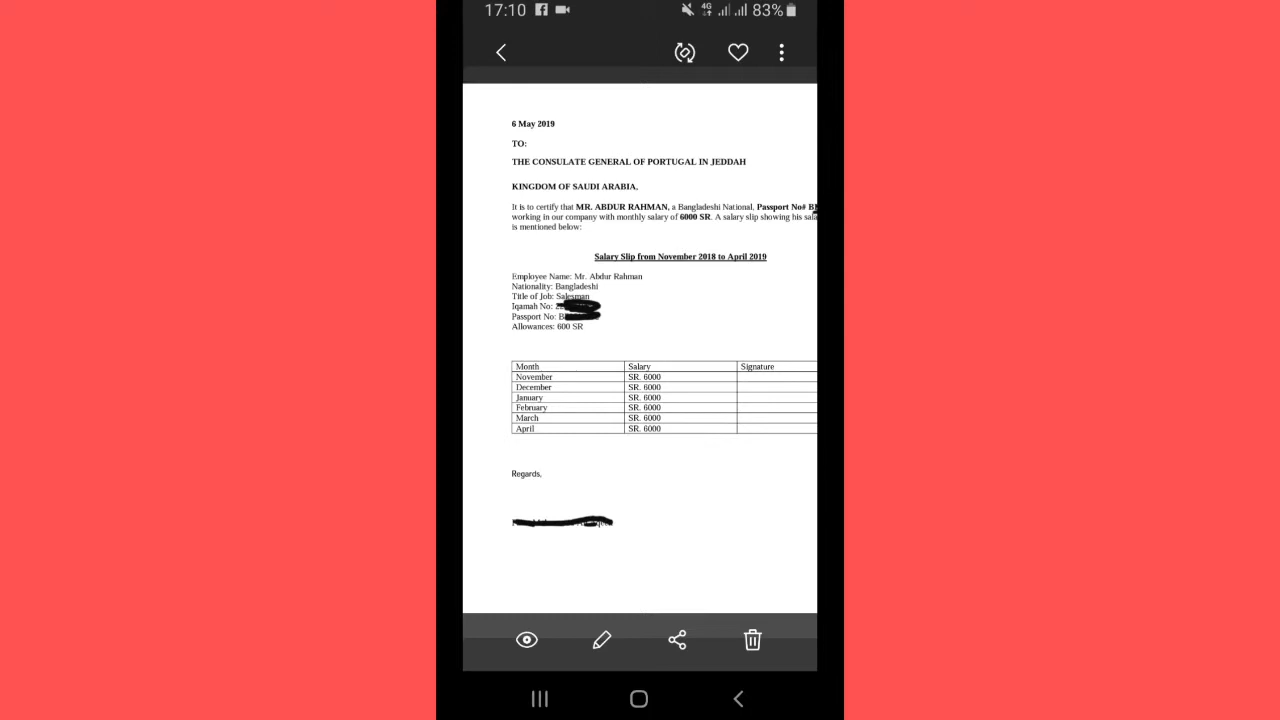 17:10 4G 83%
6 May 2019
TO:
THE CONSULATE GENERAL OF PORTUGAL IN JEDDAH
KINGDOM OF SAUDI ARABIA,
It is to certify that MR. ABDUR RAHMAN, a Bangladeshi National, Passport No#
working in our company with monthly salary of 6000 SR. A salary slip showing his
is mentioned below:
Salary Slip from November 2018 to April 2019
Employee Name: Mr. Abdur Rahman
Nationality: Bangladeshi
Title of Job: Salesman
Iqamah No:
Passport No:
Allowances: 600 SR
Month Salary Signature
November SR. 6000
December SR. 6000
January SR. 6000
February SR. 6000
March SR. 6000
April SR. 6000
Regards,